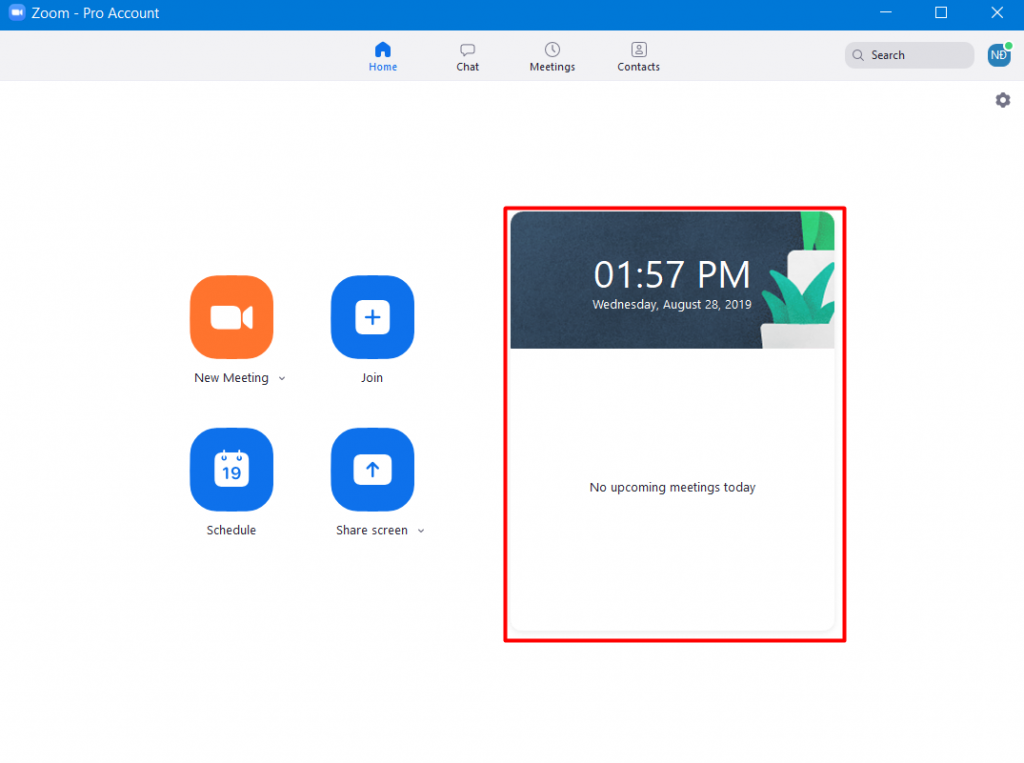 Zoom - Pro Account
Home
Chat
Meetings
Contacts
Search
NĐ
New Meeting
Join
19
Schedule
Share screen
01:57 PM
Wednesday, August 28, 2019
No upcoming meetings today